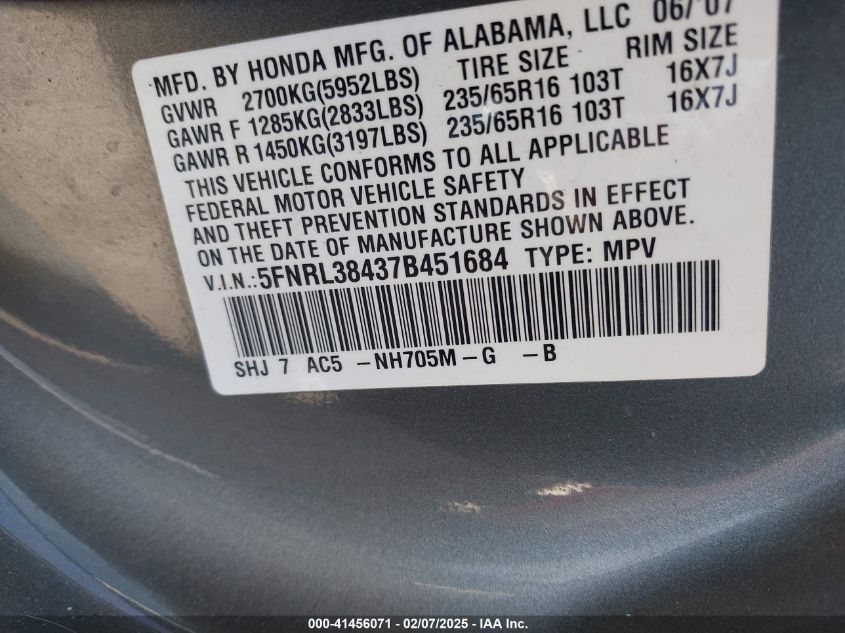 MFD. BY HONDA MFG. OF ALABAMA, LLC 06/'07
GVWR 2700KG(5952LBS) TIRE SIZE RIM SIZE
GAWR F 1285KG(2833LBS) 235/65R16 103T 16X7J
GAWR R 1450KG(3197LBS) 235/65R16 103T 16X7J
THIS VEHICLE CONFORMS TO ALL APPLICABLE
FEDERAL MOTOR VEHICLE SAFETY
AND THEFT PREVENTION STANDARDS IN EFFECT
ON THE DATE OF MANUFACTURE SHOWN ABOVE.
V.I.N.:5FNRL38437B451684 TYPE: MPV
SHJ 7 AC5 -NH705M-G -B
000-41456071 - 02/07/2025 - IAA Inc.